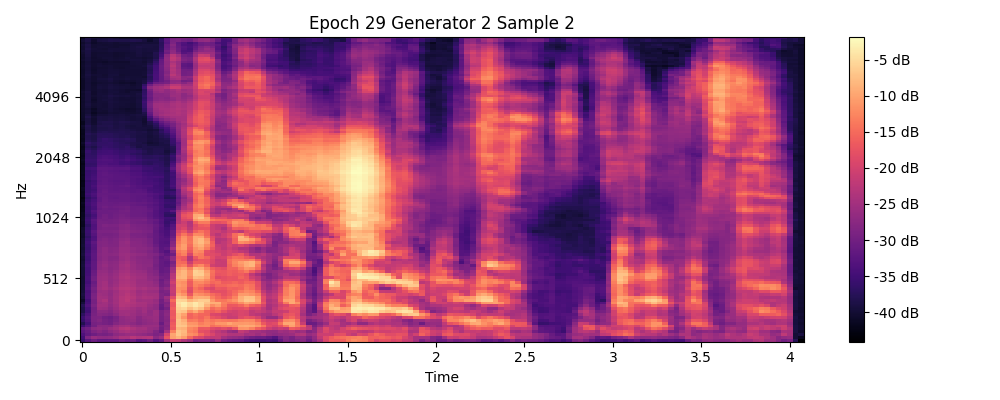 Epoch 29 Generator 2 Sample 2
Hz
4096
2048
1024
512
0
0
0.5
1
1.5
2
2.5
3
3.5
4
Time
-5 dB
-10 dB
-15 dB
-20 dB
-25 dB
-30 dB
-35 dB
-40 dB